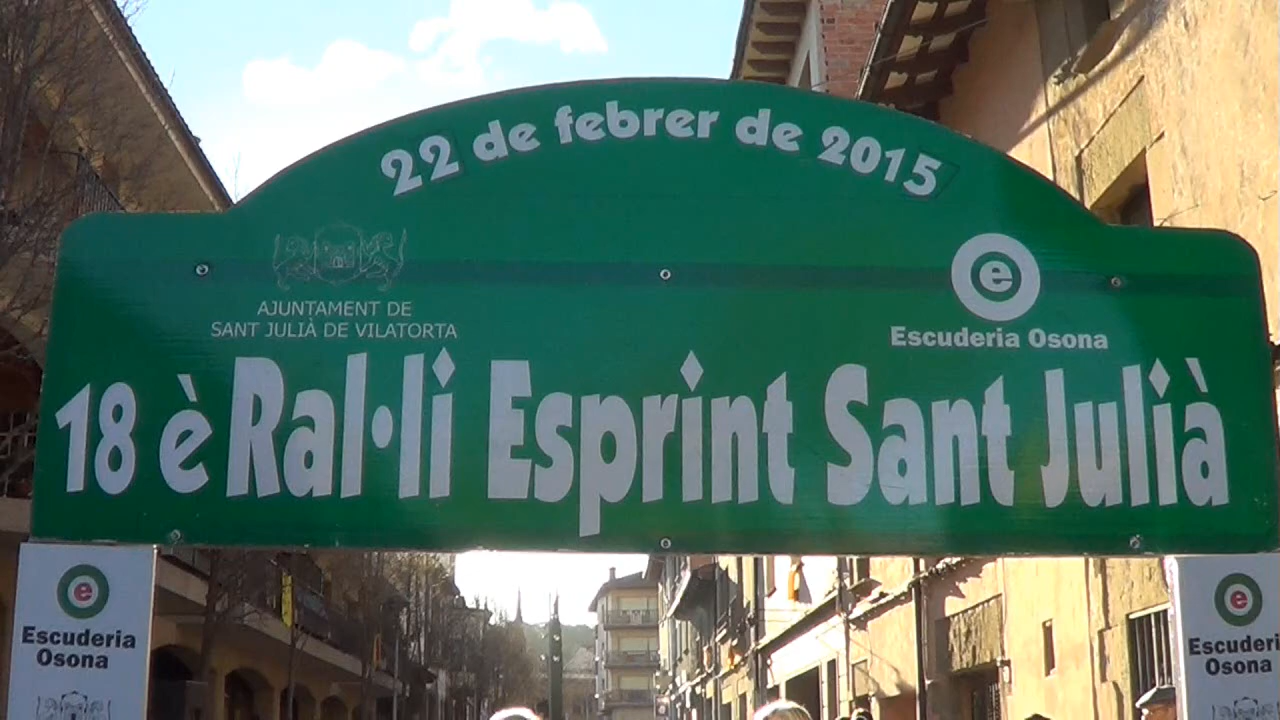 22 de febrer de 2015
AJUNTAMENT DE
SANT JULIÀ DE VILATORTA
e
Escuderia Osona
18 è Ral·li Esprint Sant Julià
e
Escuderia
Osona
e
Escuderia
Osona